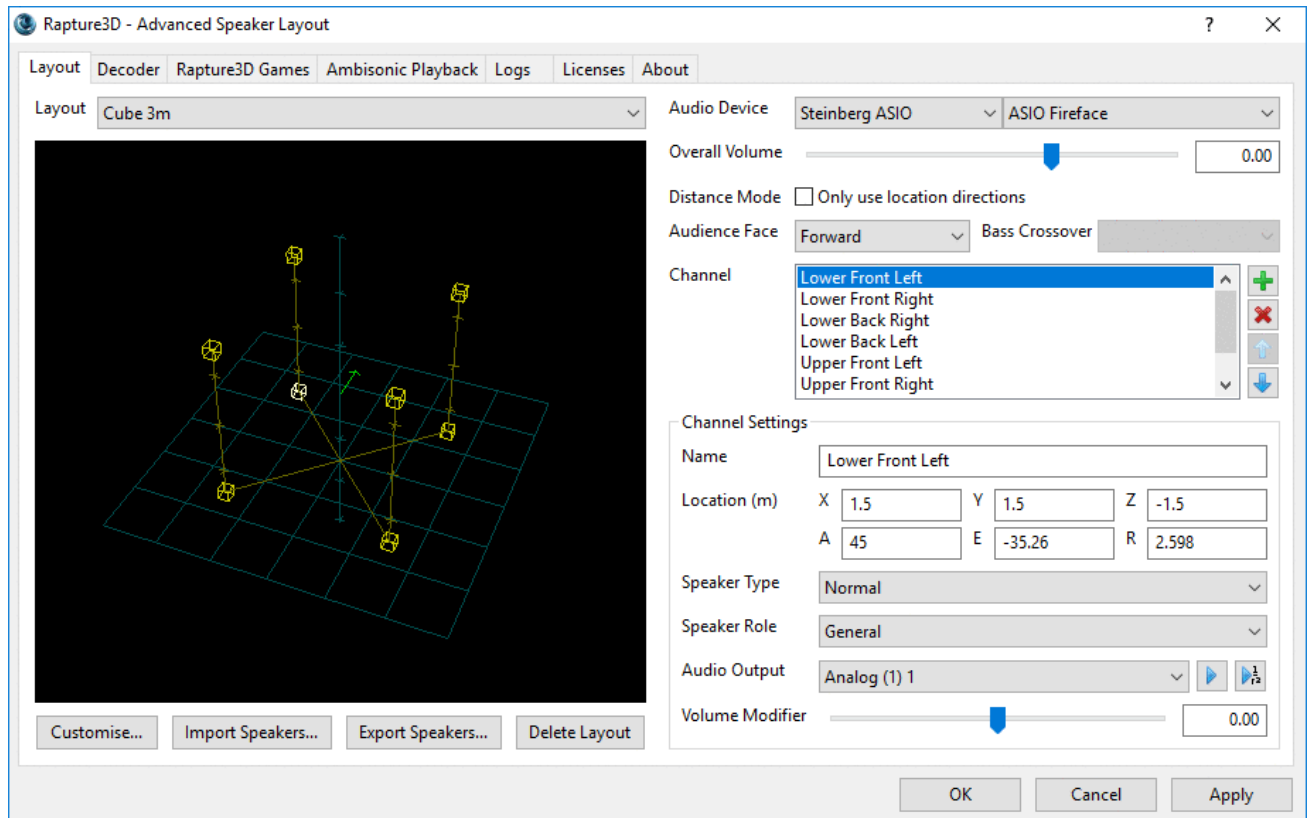 Rapture3D - Advanced Speaker Layout
?
Layout Decoder Rapture3D Games Ambisonic Playback Logs Licenses About
Layout Cube 3m
Audio Device Steinberg ASIO ASIO Fireface
Overall Volume 0.00
Distance Mode Only use location directions
Audience Face Forward Bass Crossover
Channel Lower Front Left
Lower Front Right
Lower Back Right
Lower Back Left
Upper Front Left
Upper Front Right
Channel Settings
Name Lower Front Left
Location (m) X 1.5 Y 1.5 Z -1.5
A 45 E -35.26 R 2.598
Speaker Type Normal
Speaker Role General
Audio Output Analog (1) 1
Volume Modifier 0.00
Customise... Import Speakers... Export Speakers... Delete Layout
OK Cancel Apply